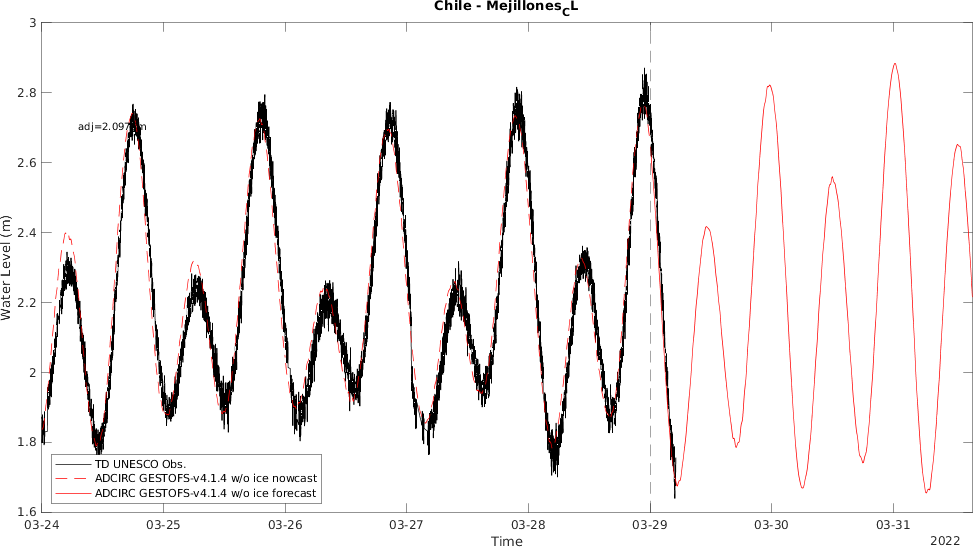 Chile - Mejillones_CL
3
2.8
2.6
2.4
2.2
2
1.8
1.6
Water Level (m)
adj=2.097 m
TD UNESCO Obs.
ADCIRC GESTOFS-v4.1.4 w/o ice nowcast
ADCIRC GESTOFS-v4.1.4 w/o ice forecast
03-24 03-25 03-26 03-27 03-28 03-29 03-30 03-31
Time
2022